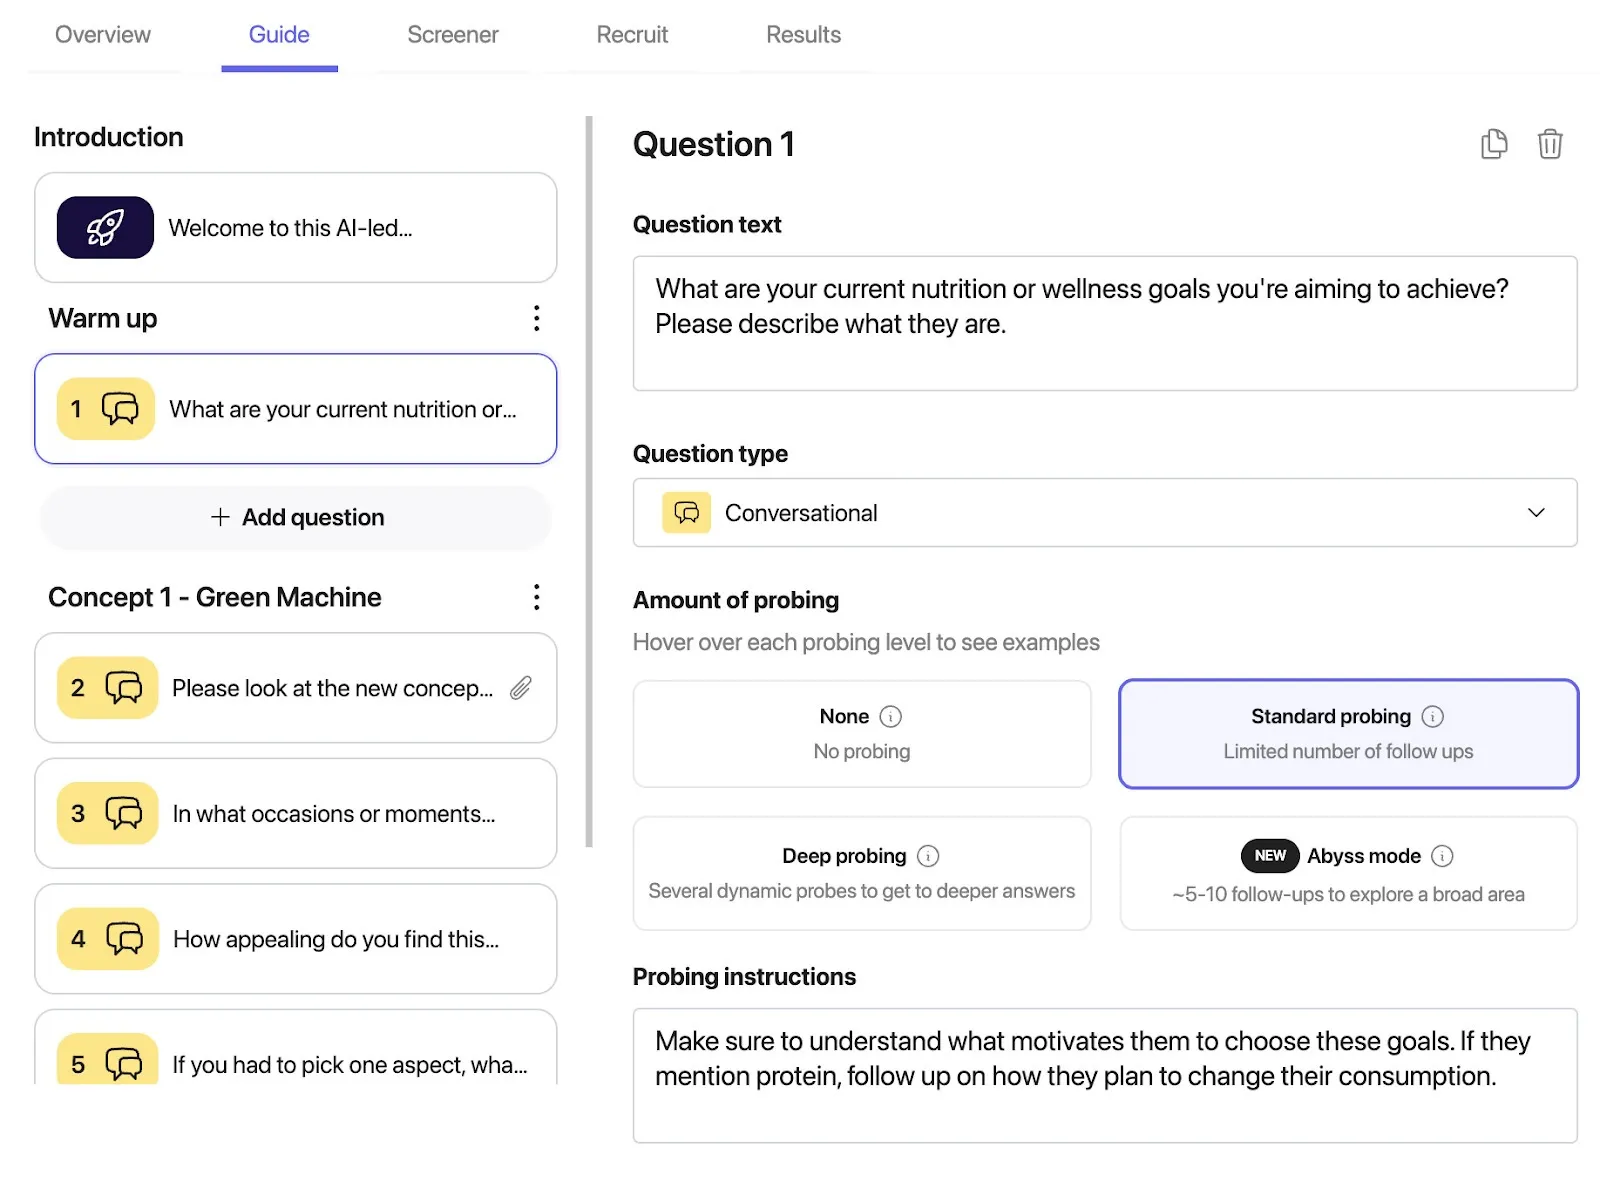 Overview
Guide
Screener
Recruit
Results
Introduction
Welcome to this AI-led...
Warm up
1
What are your current nutrition or...
Add question
Concept 1 - Green Machine
2
Please look at the new concep...
3
In what occasions or moments...
4
How appealing do you find this...
5
If you had to pick one aspect, wha...
Question 1
Question text
What are your current nutrition or wellness goals you're aiming to achieve?
Please describe what they are.
Question type
Conversational
Amount of probing
Hover over each probing level to see examples
None
No probing
Standard probing
Limited number of follow ups
Deep probing
Several dynamic probes to get to deeper answers
NEW Abyss mode
~5-10 follow-ups to explore a broad area
Probing instructions
Make sure to understand what motivates them to choose these goals. If they
mention protein, follow up on how they plan to change their consumption.